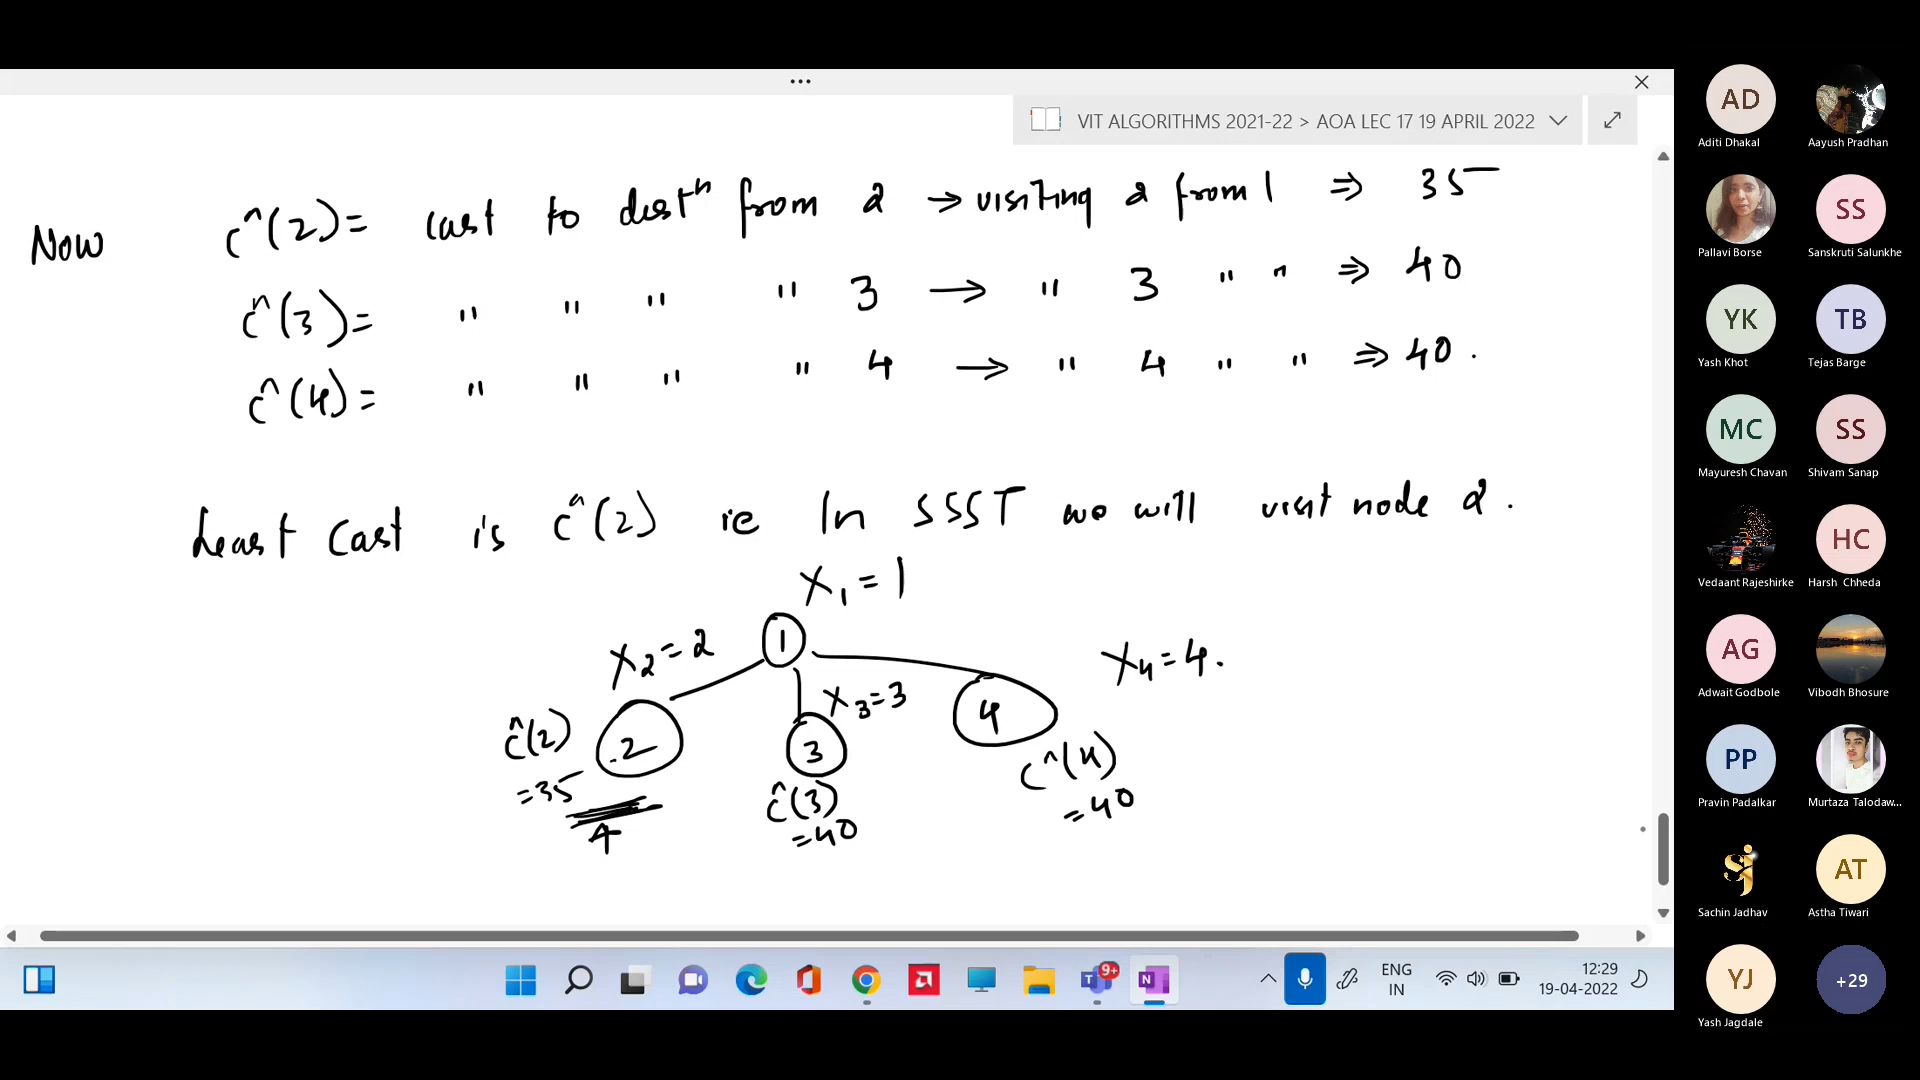 VIT ALGORITHMS 2021-22 > AOA LEC 17 19 APRIL 2022
Now ĉ(2) = cost to destⁿ from 2 → visiting 2 from 1 ⇒ 35
ĉ(3) = " " " " 3 → " 3 " " ⇒ 40
ĉ(4) = " " " " 4 → " 4 " " ⇒ 40.
Least cost is ĉ(2) ie In SSST we will visit node 2.
X₁ = 1
X₂ = 2
1
X₄ = 4.
X₃ = 3
ĉ(2) = 35
2
3
4
ĉ(3) = 40
ĉ(4) = 40
4
AD
Aditi Dhakal
Aayush Pradhan
Pallavi Borse
SS
Sanskruti Salunkhe
YK
Yash Khot
TB
Tejas Barge
MC
Mayuresh Chavan
SS
Shivam Sanap
Vedaant Rajeshirke
HC
Harsh Chheda
AG
Adwait Godbole
Vibodh Bhosure
PP
Pravin Padalkar
Murtaza Talodaw...
Sachin Jadhav
AT
Astha Tiwari
YJ
Yash Jagdale
+29
9+
ENG
IN
12:29
19-04-2022